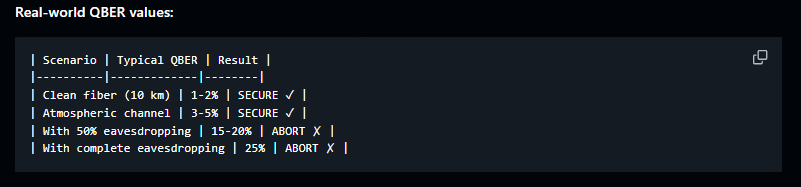 Real-world QBER values:
| Scenario | Typical QBER | Result |
|----------|-------------|--------|
| Clean fiber (10 km) | 1-2% | SECURE ✓ |
| Atmospheric channel | 3-5% | SECURE ✓ |
| With 50% eavesdropping | 15-20% | ABORT ✗ |
| With complete eavesdropping | 25% | ABORT ✗ |